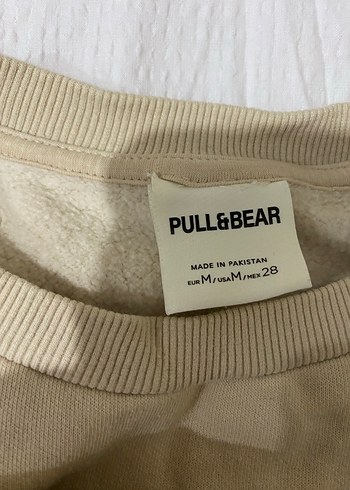 PULL&BEAR
MADE IN PAKISTAN
EUR M/USA M/MEX 28